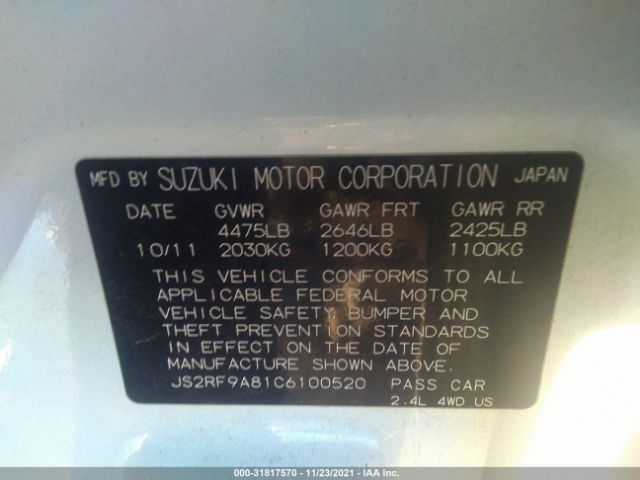 MFD BY SUZUKI MOTOR CORPORATION JAPAN
DATE GVWR GAWR FRT GAWR RR
4475LB 2646LB 2425LB
10/11 2030KG 1200KG 1100KG
THIS VEHICLE CONFORMS TO ALL
APPLICABLE FEDERAL MOTOR
VEHICLE SAFETY, BUMPER AND
THEFT PREVENTION STANDARDS
IN EFFECT ON THE DATE OF
MANUFACTURE SHOWN ABOVE.
JS2RF9A81C6100520 PASS CAR
2.4L 4WD US
000-31817570 - 11/23/2021 - IAA Inc.